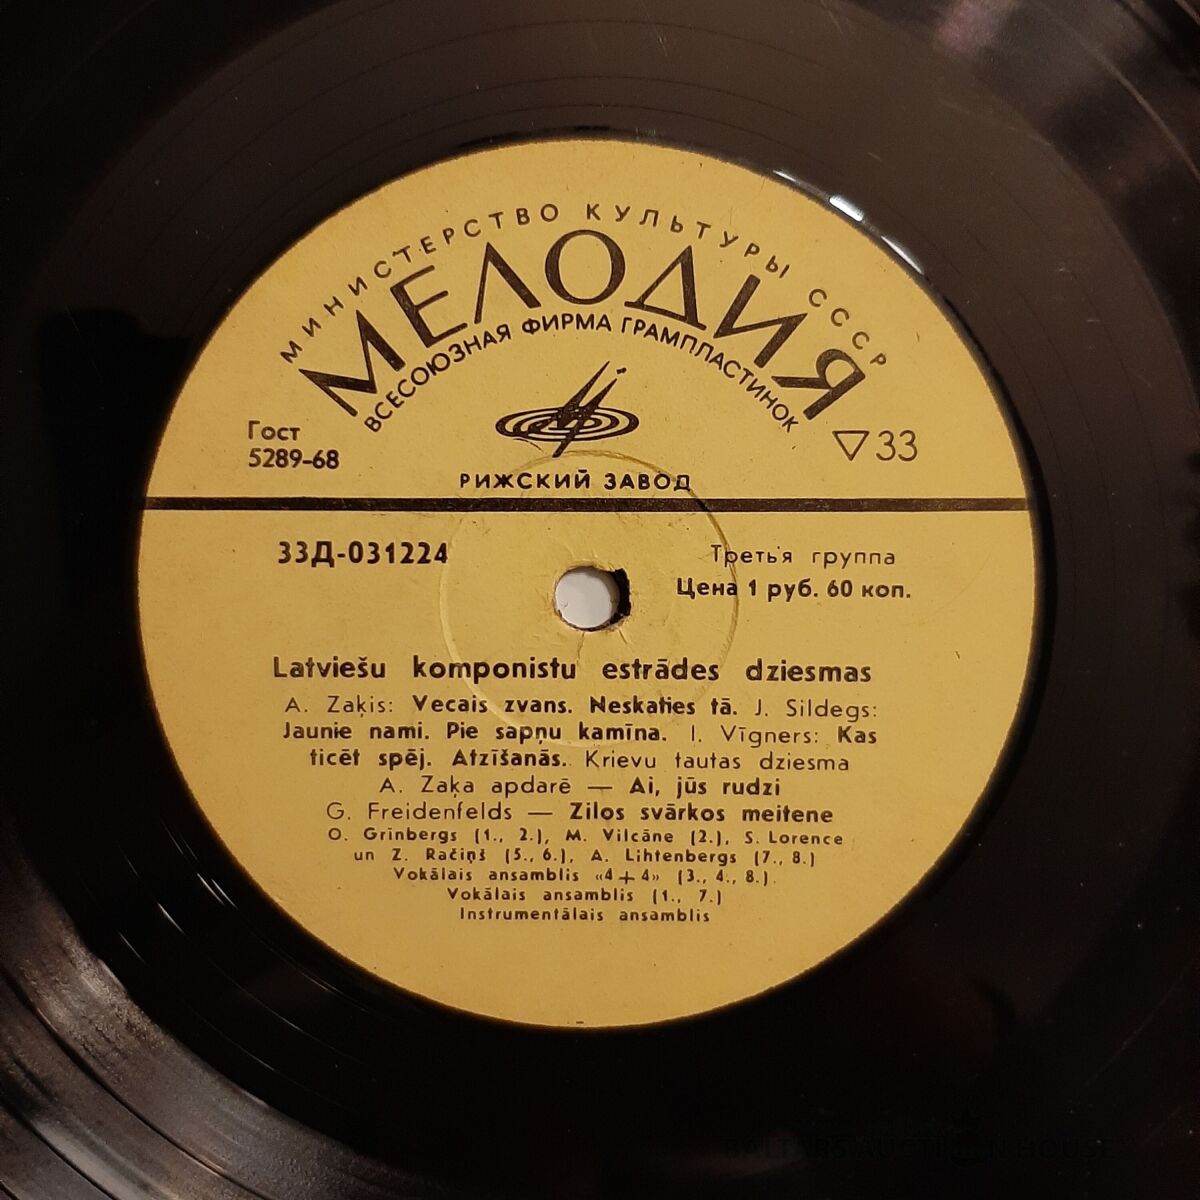 МИНИСТЕРСТВО КУЛЬТУРЫ СССР
МЕЛОДИЯ
ВСЕСОЮЗНАЯ ФИРМА ГРАМПЛАСТИНОК
Гост
5289-68
▽33
РИЖСКИЙ ЗАВОД
33Д-031224
Третья группа
Цена 1 руб. 60 коп.
Latviešu komponistu estrādes dziesmas
A. Zaķis: Vecais zvans. Neskaties tā. J. Sildegs:
Jaunie nami. Pie sapņu kamīna. I. Vīgners: Kas
ticēt spēj. Atzīšanās. Krievu tautas dziesma
A. Zaķa apdarē — Ai, jūs rudzi
G. Freidenfelds — Zilos svārkos meitene
O. Grīnbergs (1., 2.), M. Vilcāne (2.), S. Lorence
un Z. Račiņš (5., 6.), A. Lihtenbergs (7., 8.)
Vokālais ansamblis «4+4» (3., 4., 8.).
Vokālais ansamblis (1., 7.)
Instrumentālais ansamblis
BALTARS AUCTION HOUSE